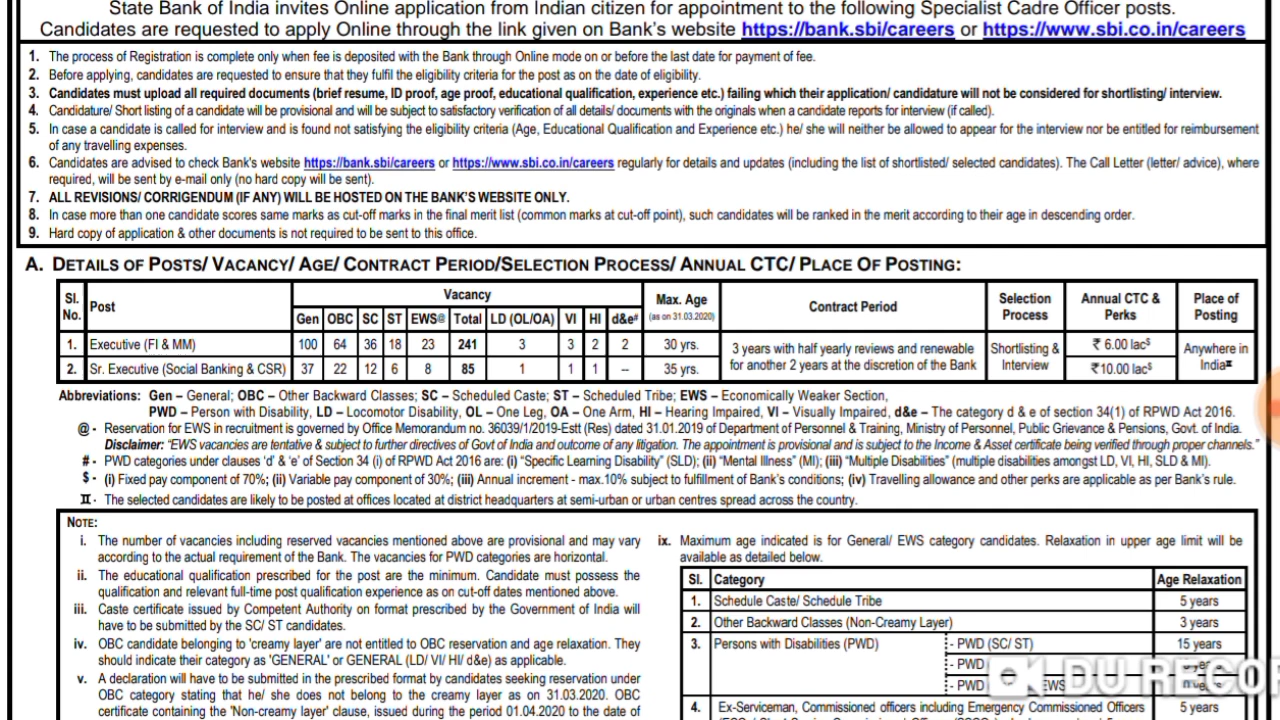 State Bank of India invites Online application from Indian citizen for appointment to the following Specialist Cadre Officer posts.
Candidates are requested to apply Online through the link given on Bank's website https://bank.sbi/careers or https://www.sbi.co.in/careers
1. The process of Registration is complete only when fee is deposited with the Bank through Online mode on or before the last date for payment of fee.
2. Before applying, candidates are requested to ensure that they fulfil the eligibility criteria for the post as on the date of eligibility.
3. Candidates must upload all required documents (brief resume, ID proof, age proof, educational qualification, experience etc.) failing which their application/ candidature will not be considered for shortlisting/ interview.
4. Candidature/ Short listing of a candidate will be provisional and will be subject to satisfactory verification of all details/ documents with the originals when a candidate reports for interview (if called).
5. In case a candidate is called for interview and is found not satisfying the eligibility criteria (Age, Educational Qualification and Experience etc.) he/ she will neither be allowed to appear for the interview nor be entitled for reimbursement
of any travelling expenses.
6. Candidates are advised to check Bank's website https://bank.sbi/careers or https://www.sbi.co.in/careers regularly for details and updates (including the list of shortlisted/ selected candidates). The Call Letter (letter/ advice), where
required, will be sent by e-mail only (no hard copy will be sent).
7. ALL REVISIONS/ CORRIGENDUM (IF ANY) WILL BE HOSTED ON THE BANK'S WEBSITE ONLY.
8. In case more than one candidate scores same marks as cut-off marks in the final merit list (common marks at cut-off point), such candidates will be ranked in the merit according to their age in descending order.
9. Hard copy of application & other documents is not required to be sent to this office.
A. DETAILS OF POSTS/ VACANCY/ AGE/ CONTRACT PERIOD/SELECTION PROCESS/ ANNUAL CTC/ PLACE OF POSTING:
Sl. No. Post Vacancy Max. Age (as on 31.03.2020) Contract Period Selection Process Annual CTC & Perks Place of Posting
Gen OBC SC ST EWS@ Total LD (OL/OA) VI HI d&e#
1. Executive (FI & MM) 100 64 36 18 23 241 3 3 2 2 30 yrs. 3 years with half yearly reviews and renewable for another 2 years at the discretion of the Bank Shortlisting & Interview ₹ 6.00 lac$ Anywhere in India♊
2. Sr. Executive (Social Banking & CSR) 37 22 12 6 8 85 1 1 1 -- 35 yrs. ₹10.00 lac$
Abbreviations: Gen – General; OBC – Other Backward Classes; SC – Scheduled Caste; ST – Scheduled Tribe; EWS – Economically Weaker Section,
PWD – Person with Disability, LD – Locomotor Disability, OL – One Leg, OA – One Arm, HI – Hearing Impaired, VI – Visually Impaired, d&e – The category d & e of section 34(1) of RPWD Act 2016.
@ - Reservation for EWS in recruitment is governed by Office Memorandum no. 36039/1/2019-Estt (Res) dated 31.01.2019 of Department of Personnel & Training, Ministry of Personnel, Public Grievance & Pensions, Govt. of India.
Disclaimer: "EWS vacancies are tentative & subject to further directives of Govt of India and outcome of any litigation. The appointment is provisional and is subject to the Income & Asset certificate being verified through proper channels."
# - PWD categories under clauses 'd' & 'e' of Section 34 (i) of RPWD Act 2016 are: (i) "Specific Learning Disability" (SLD); (ii) "Mental Illness" (MI); (iii) "Multiple Disabilities" (multiple disabilities amongst LD, VI, HI, SLD & MI).
$ - (i) Fixed pay component of 70%; (ii) Variable pay component of 30%; (iii) Annual increment - max.10% subject to fulfillment of Bank's conditions; (iv) Travelling allowance and other perks are applicable as per Bank's rule.
♊ - The selected candidates are likely to be posted at offices located at district headquarters at semi-urban or urban centres spread across the country.
NOTE:
i. The number of vacancies including reserved vacancies mentioned above are provisional and may vary
according to the actual requirement of the Bank. The vacancies for PWD categories are horizontal.
ii. The educational qualification prescribed for the post are the minimum. Candidate must possess the
qualification and relevant full-time post qualification experience as on cut-off dates mentioned above.
iii. Caste certificate issued by Competent Authority on format prescribed by the Government of India will
have to be submitted by the SC/ ST candidates.
iv. OBC candidate belonging to 'creamy layer' are not entitled to OBC reservation and age relaxation. They
should indicate their category as 'GENERAL' or GENERAL (LD/ VI/ HI/ d&e) as applicable.
v. A declaration will have to be submitted in the prescribed format by candidates seeking reservation under
OBC category stating that he/ she does not belong to the creamy layer as on 31.03.2020. OBC
certificate containing the 'Non-creamy layer' clause, issued during the period 01.04.2020 to the date of
ix. Maximum age indicated is for General/ EWS category candidates. Relaxation in upper age limit will be
available as detailed below.
Sl. Category Age Relaxation
1. Schedule Caste/ Schedule Tribe 5 years
2. Other Backward Classes (Non-Creamy Layer) 3 years
3. Persons with Disabilities (PWD) - PWD (SC/ ST) 15 years
- PWD
- PWD
4. Ex-Serviceman, Commissioned officers including Emergency Commissioned Officers 5 years
DU RECOR